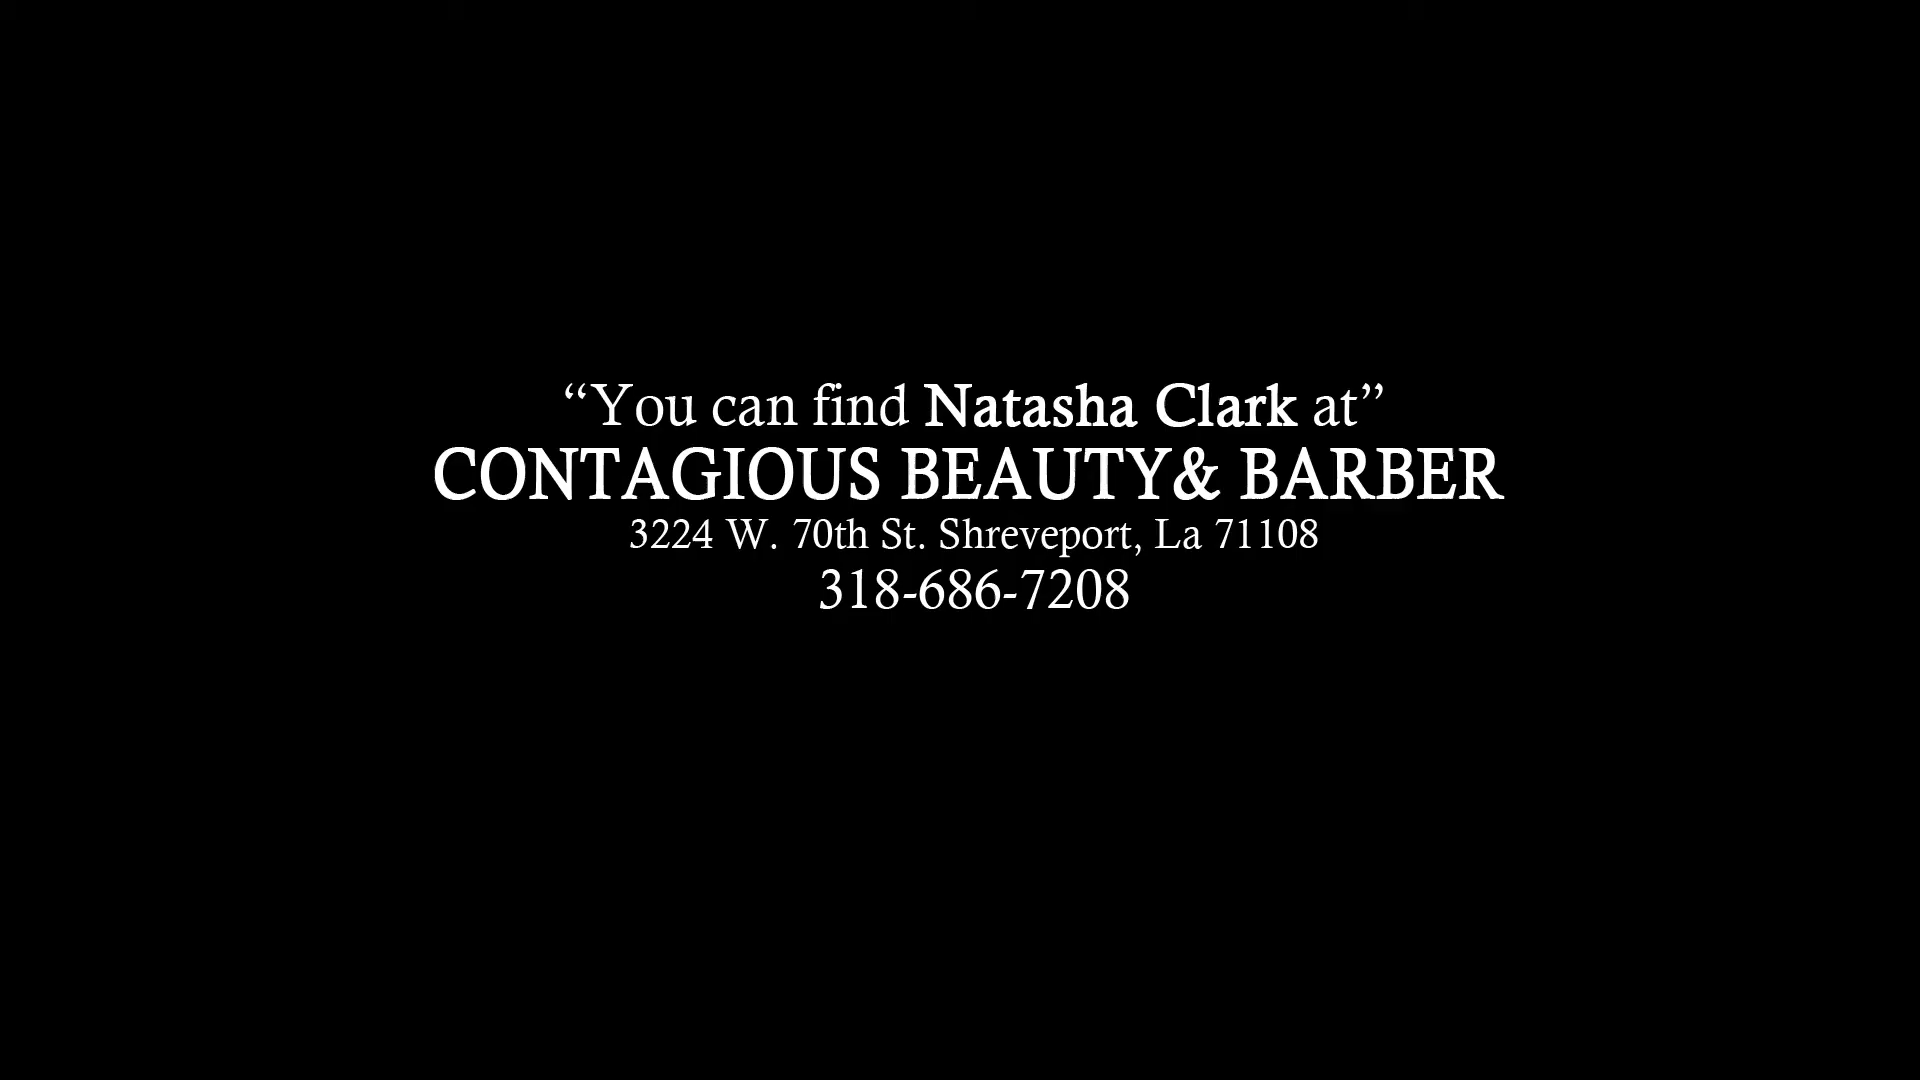 “You can find Natasha Clark at”
CONTAGIOUS BEAUTY& BARBER
3224 W. 70th St. Shreveport, La 71108
318-686-7208